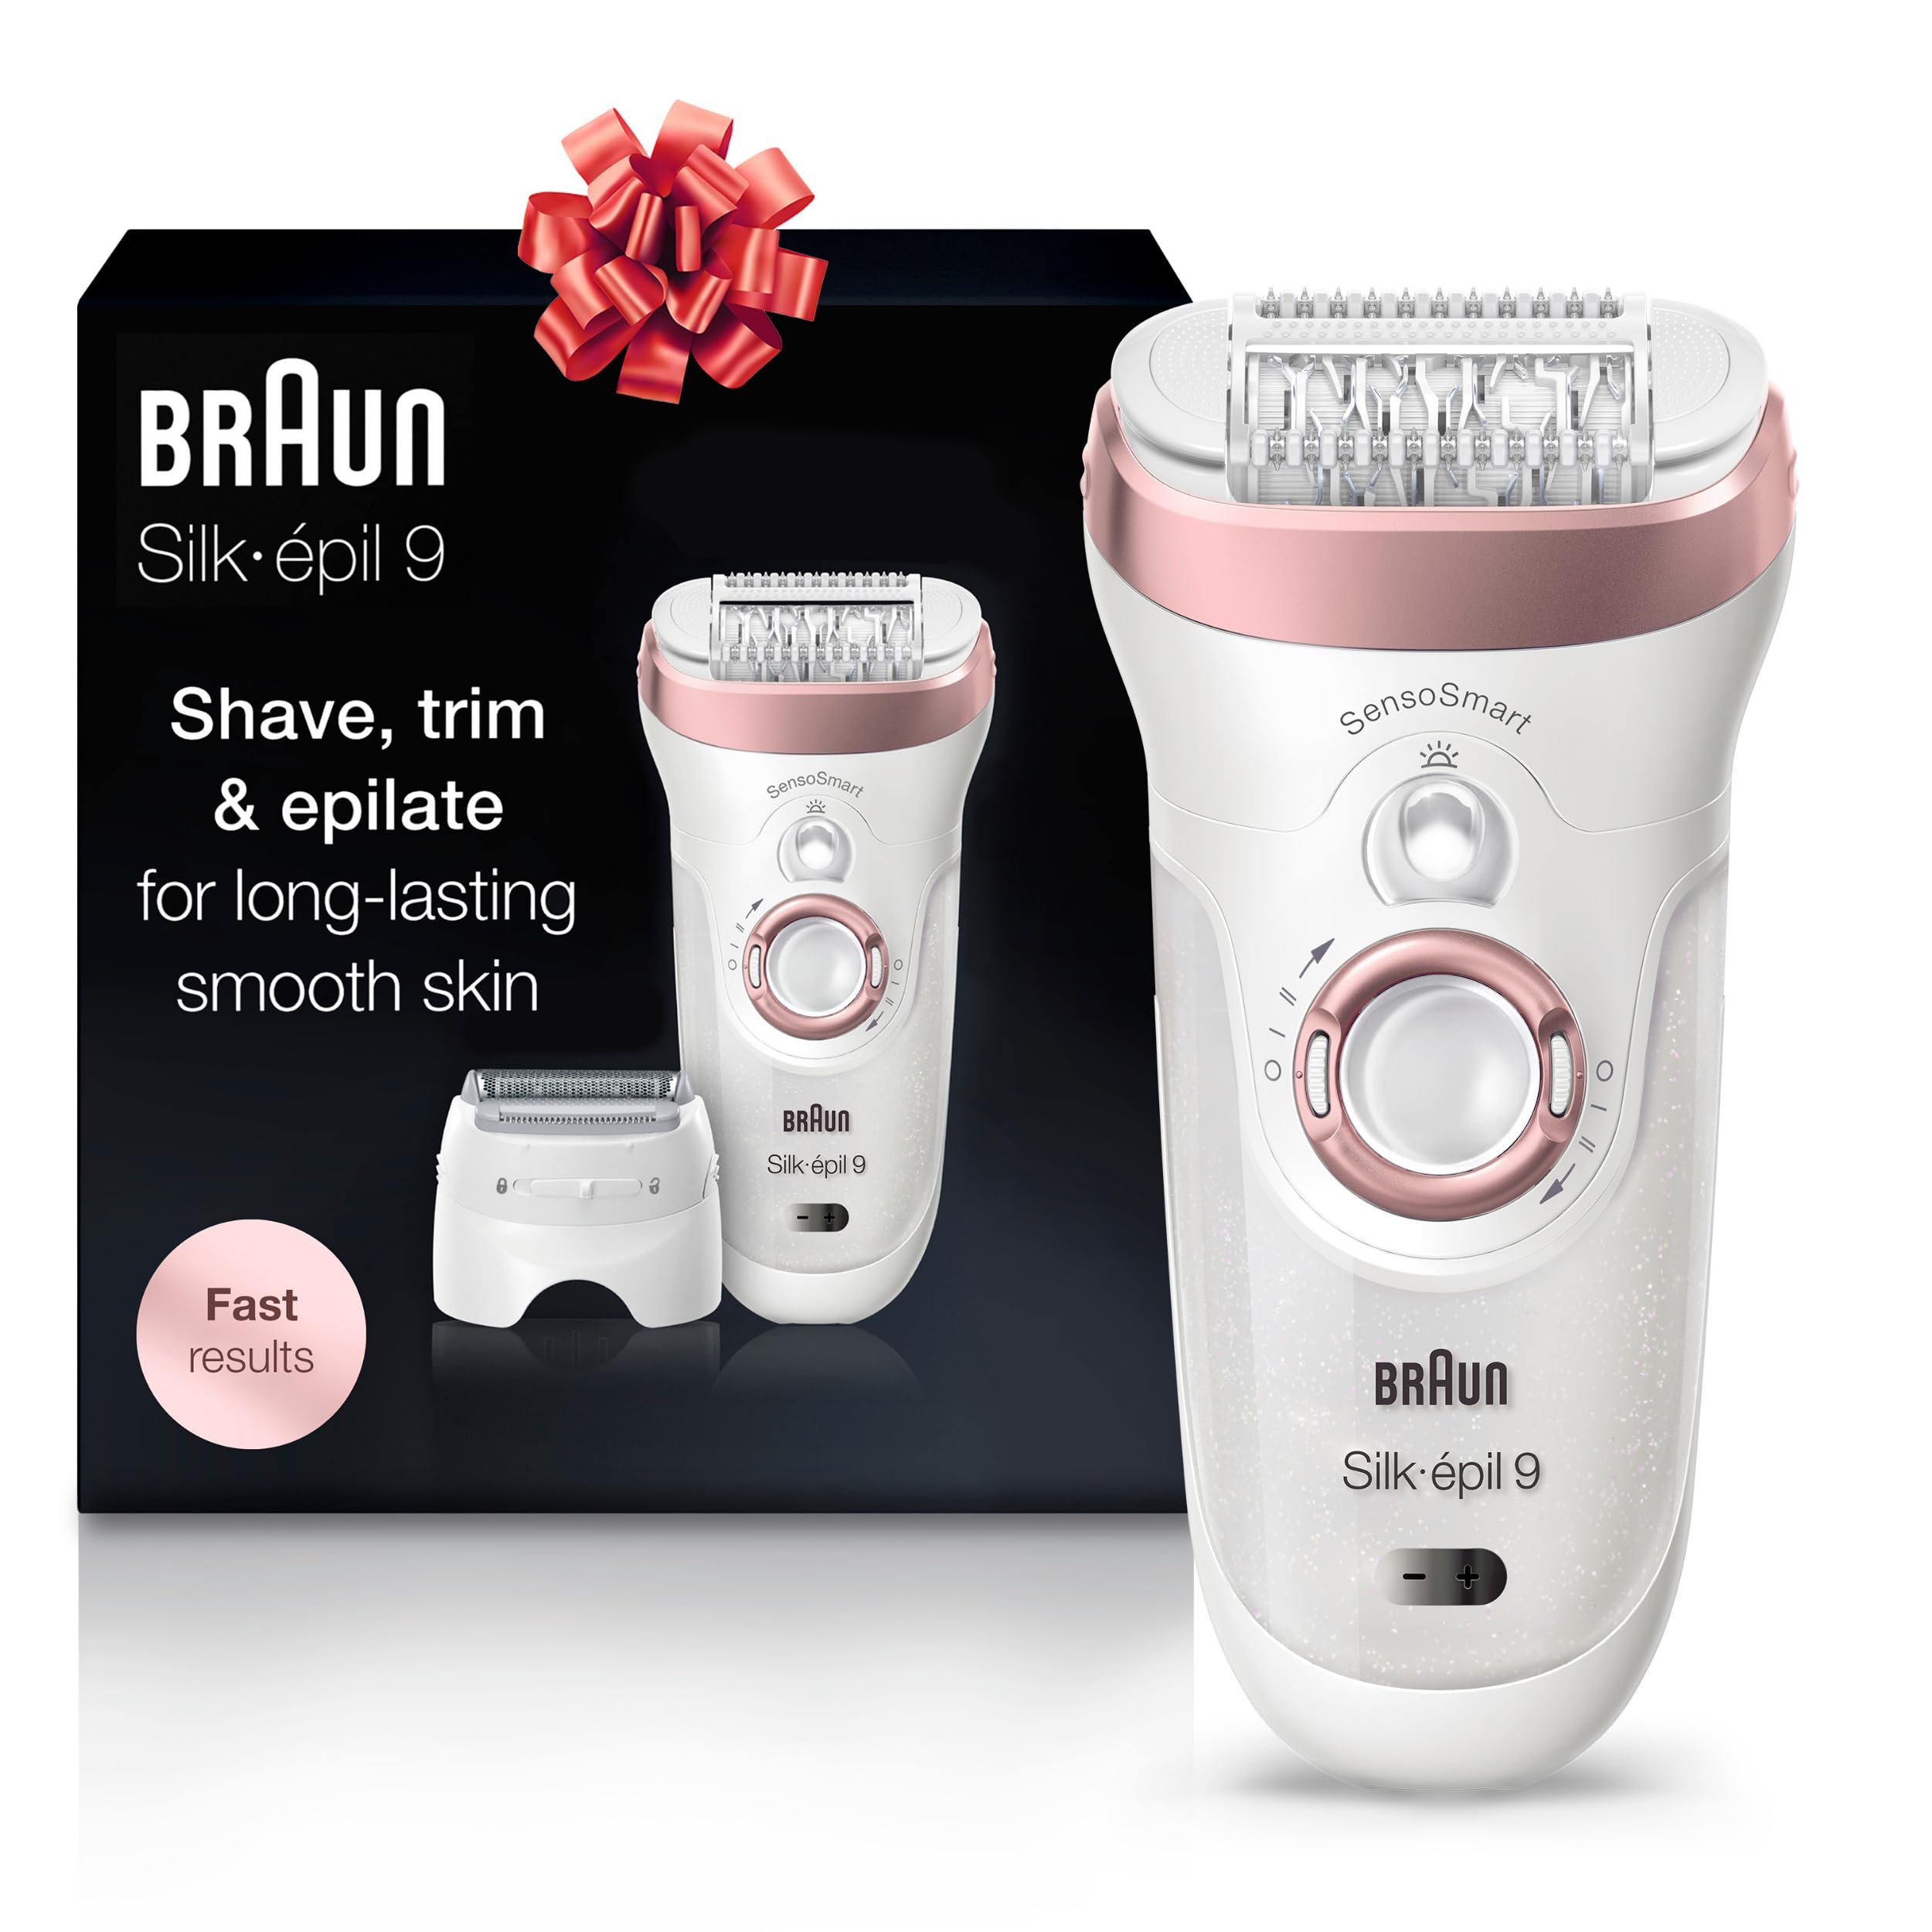 BRAUN
Silk·épil 9
Shave, trim
& epilate
for long-lasting
smooth skin
Fast
results
SensoSmart
BRAUN
Silk·épil 9
- +
SensoSmart
BRAUN
Silk·épil 9
- +